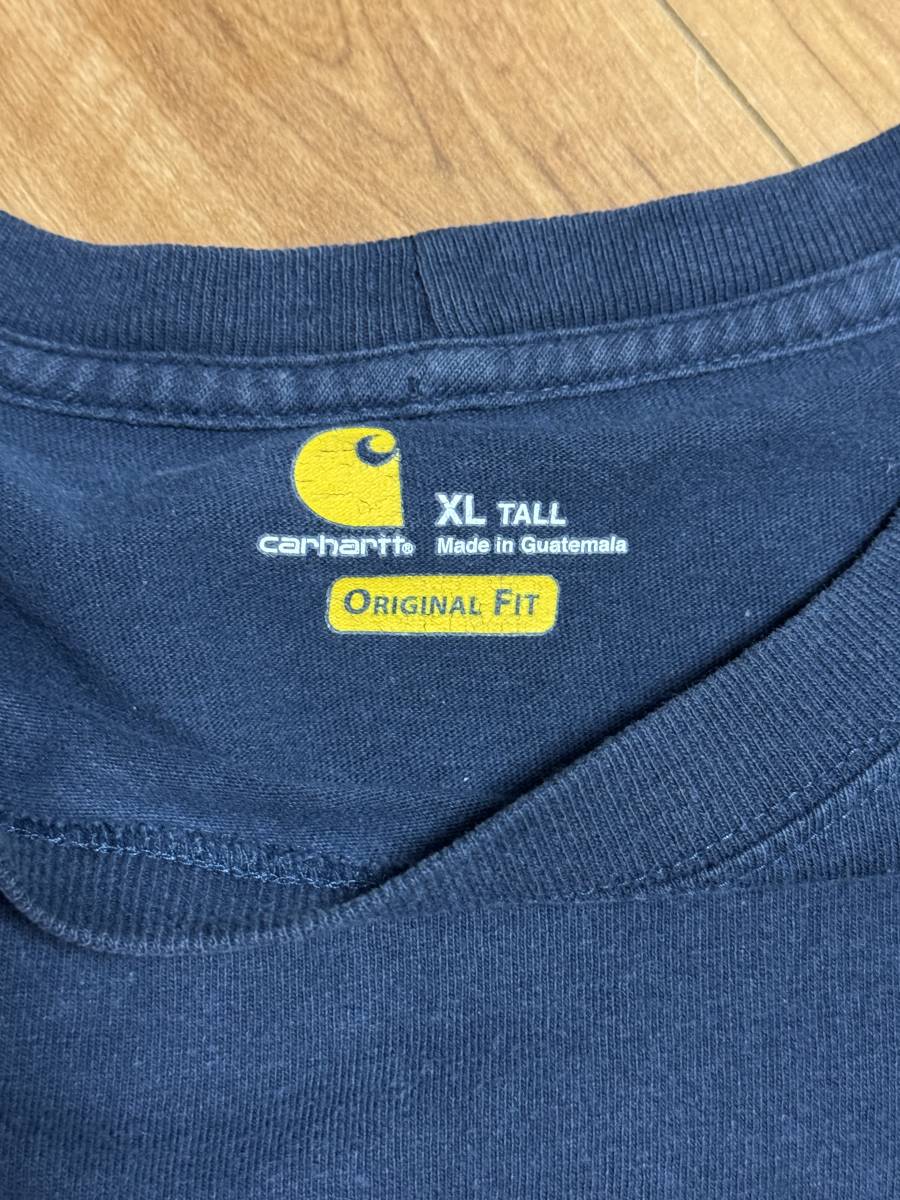 XL TALL
carhartt®
Made in Guatemala
ORIGINAL FIT